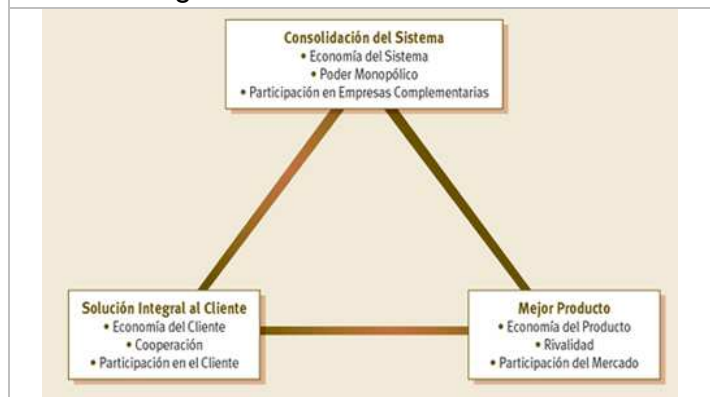 Consolidación del Sistema
• Economía del Sistema
• Poder Monopólico
• Participación en Empresas Complementarias
Solución Integral al Cliente
• Economía del Cliente
• Cooperación
• Participación en el Cliente
Mejor Producto
• Economía del Producto
• Rivalidad
• Participación del Mercado